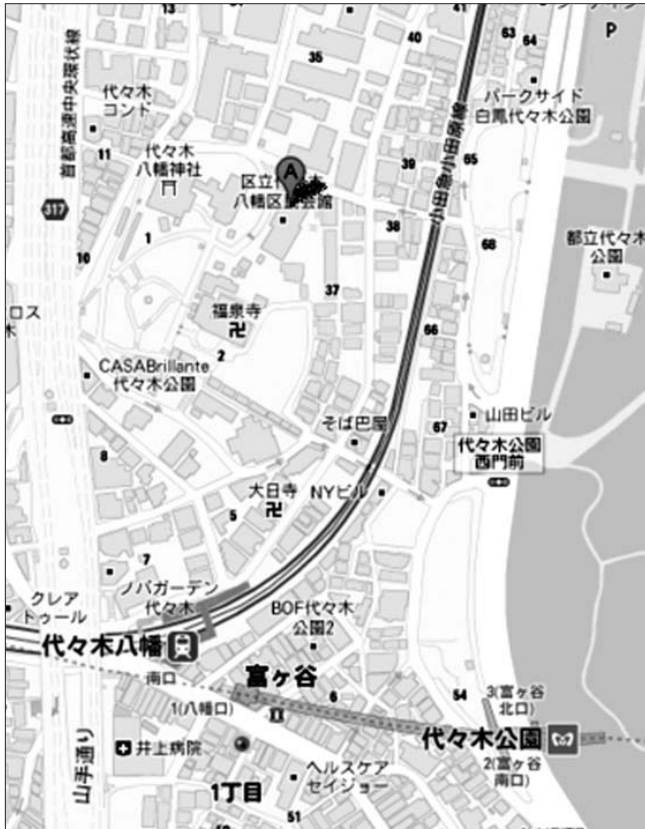 13
34
41
63
64
P
40
35
代々木
コンド
パークサイド
白鳳代々木公園
首都高速中央環状線
11
代々木
八幡神社
39
65
小田急小田原線
A
八幡区民会館
317
38
1
68
都立代々木
公園
10
37
福泉寺
2
66
CASABrillante
代々木公園
そば巴屋
67
山田ビル
代々木公園
西門前
8
大日寺
NYビル
5
7
ノバガーデン
代々木
クレア
トゥール
BOF代々木
公園2
代々木八幡
南口
富ヶ谷
6
54
3(富ヶ谷
北口)
1(八幡口)
代々木公園
山手通り
井上病院
2(富ヶ谷
南口)
ヘルスケア
セイジョー
1丁目
51